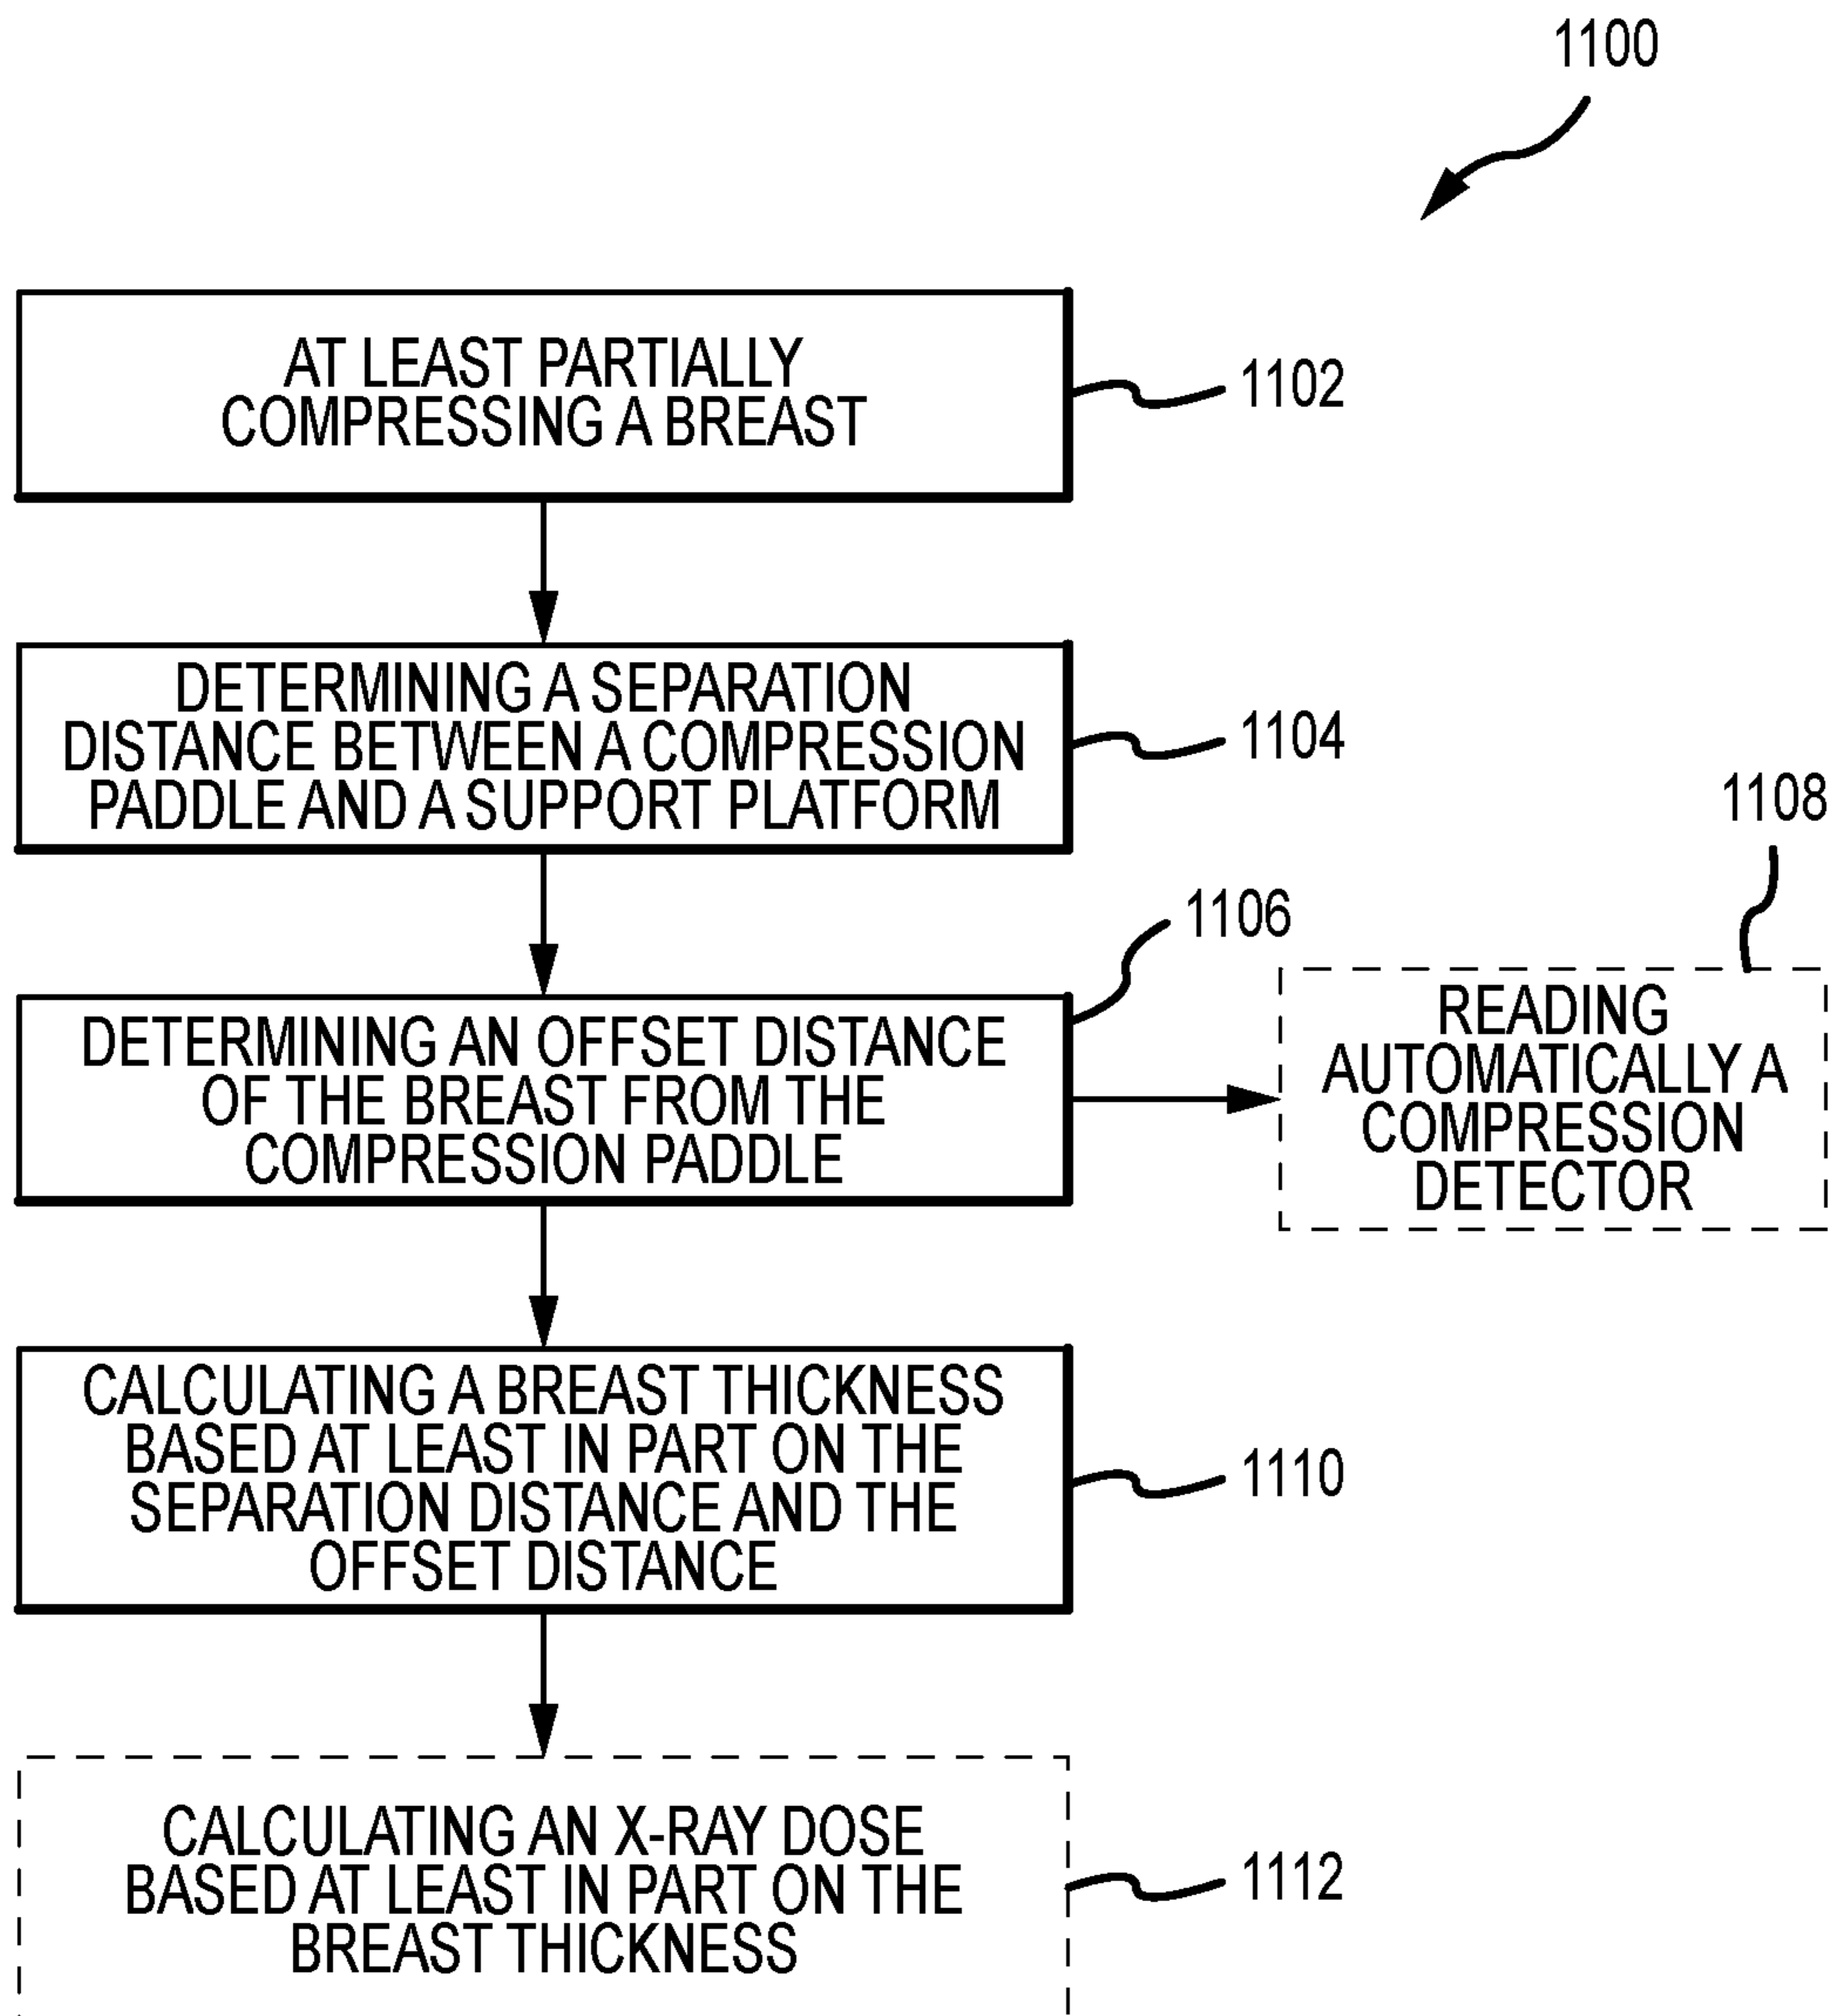 1100
AT LEAST PARTIALLY
COMPRESSING A BREAST
1102
DETERMINING A SEPARATION
DISTANCE BETWEEN A COMPRESSION
PADDLE AND A SUPPORT PLATFORM
1104
DETERMINING AN OFFSET DISTANCE
OF THE BREAST FROM THE
COMPRESSION PADDLE
1106
1108
READING
AUTOMATICALLY A
COMPRESSION
DETECTOR
CALCULATING A BREAST THICKNESS
BASED AT LEAST IN PART ON THE
SEPARATION DISTANCE AND THE
OFFSET DISTANCE
1110
CALCULATING AN X-RAY DOSE
BASED AT LEAST IN PART ON THE
BREAST THICKNESS
1112